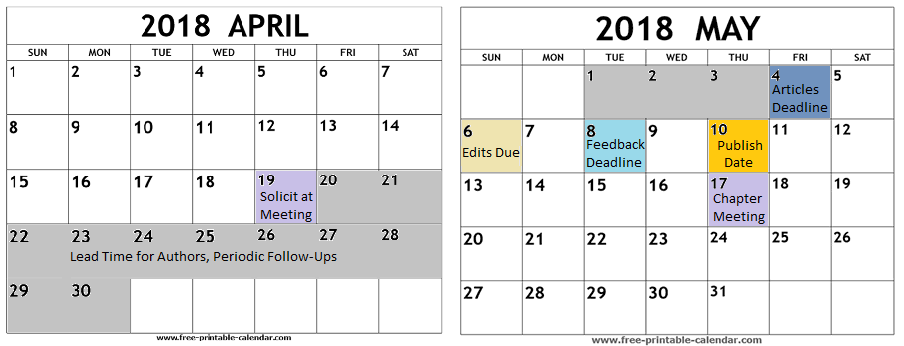 2018 APRIL
SUN MON TUE WED THU FRI SAT
1 2 3 4 5 6 7
8 9 10 11 12 13 14
15 16 17 18 19 20 21
Solicit at
Meeting
22 23 24 25 26 27 28
Lead Time for Authors, Periodic Follow-Ups
29 30
www.free-printable-calendar.com
2018 MAY
SUN MON TUE WED THU FRI SAT
1 2 3 4 5
Articles
Deadline
6 7 8 9 10 11 12
Edits Due
Feedback
Deadline
Publish
Date
13 14 15 16 17 18 19
Chapter
Meeting
20 21 22 23 24 25 26
27 28 29 30 31
www.free-printable-calendar.com